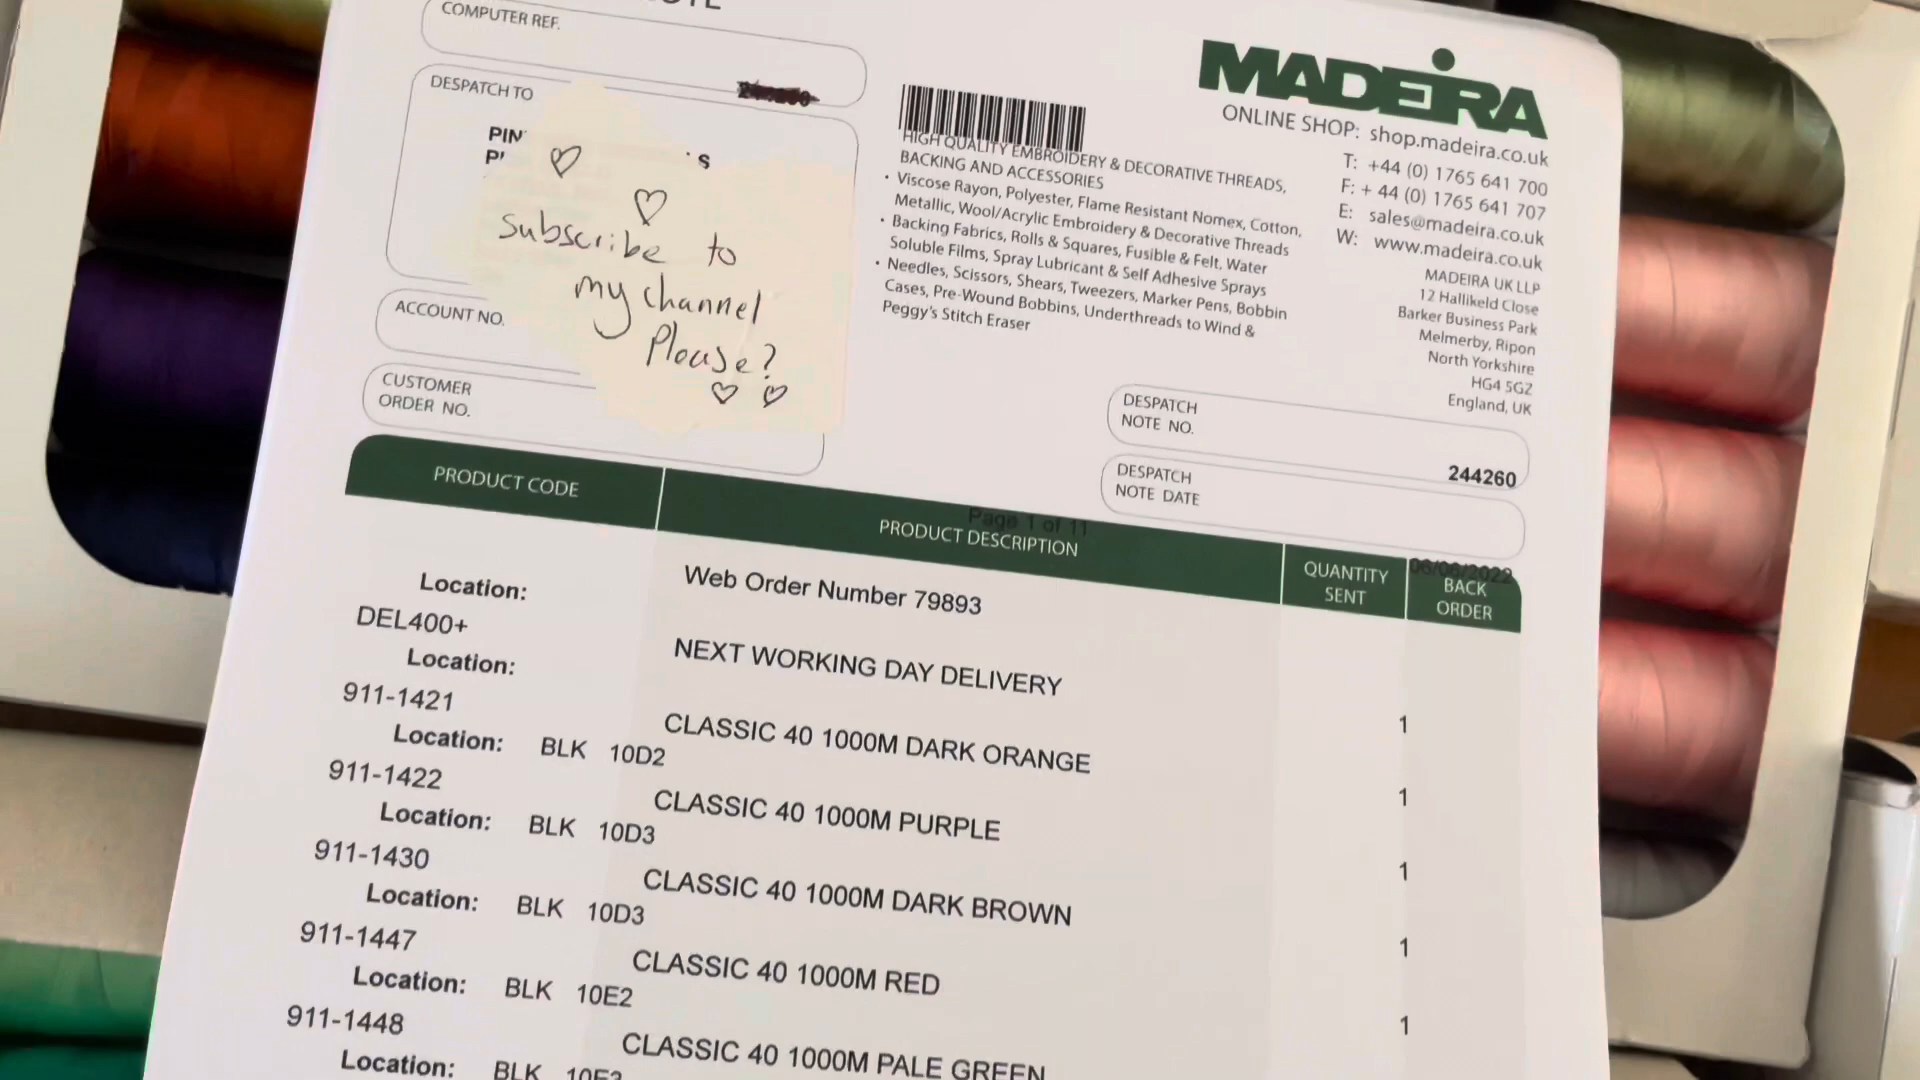 COMPUTER REF.
DESPATCH TO
PIN
S
Subscribe to
my channel
Please?
ACCOUNT NO.
CUSTOMER
ORDER NO.
HIGH QUALITY EMBROIDERY & DECORATIVE THREADS,
BACKING AND ACCESSORIES
• Viscose Rayon, Polyester, Flame Resistant Nomex, Cotton,
Metallic, Wool/Acrylic Embroidery & Decorative Threads
• Backing Fabrics, Rolls & Squares, Fusible & Felt, Water
Soluble Films, Spray Lubricant & Self Adhesive Sprays
• Needles, Scissors, Shears, Tweezers, Marker Pens, Bobbin
Cases, Pre-Wound Bobbins, Underthreads to Wind &
Peggy's Stitch Eraser
MADEIRA
ONLINE SHOP: shop.madeira.co.uk
T: +44 (0) 1765 641 700
F: + 44 (0) 1765 641 707
E: sales@madeira.co.uk
W: www.madeira.co.uk
MADEIRA UK LLP
12 Hallikeld Close
Barker Business Park
Melmerby, Ripon
North Yorkshire
HG4 5GZ
England, UK
DESPATCH
NOTE NO.
244260
DESPATCH
NOTE DATE
06/06/2022
Page 1 of 11
PRODUCT CODE PRODUCT DESCRIPTION QUANTITY SENT BACK ORDER
Web Order Number 79893
Location:
DEL400+ NEXT WORKING DAY DELIVERY 1
Location:
911-1421 CLASSIC 40 1000M DARK ORANGE 1
Location: BLK 10D2
911-1422 CLASSIC 40 1000M PURPLE 1
Location: BLK 10D3
911-1430 CLASSIC 40 1000M DARK BROWN 1
Location: BLK 10D3
911-1447 CLASSIC 40 1000M RED 1
Location: BLK 10E2
911-1448 CLASSIC 40 1000M PALE GREEN
Location: BLK